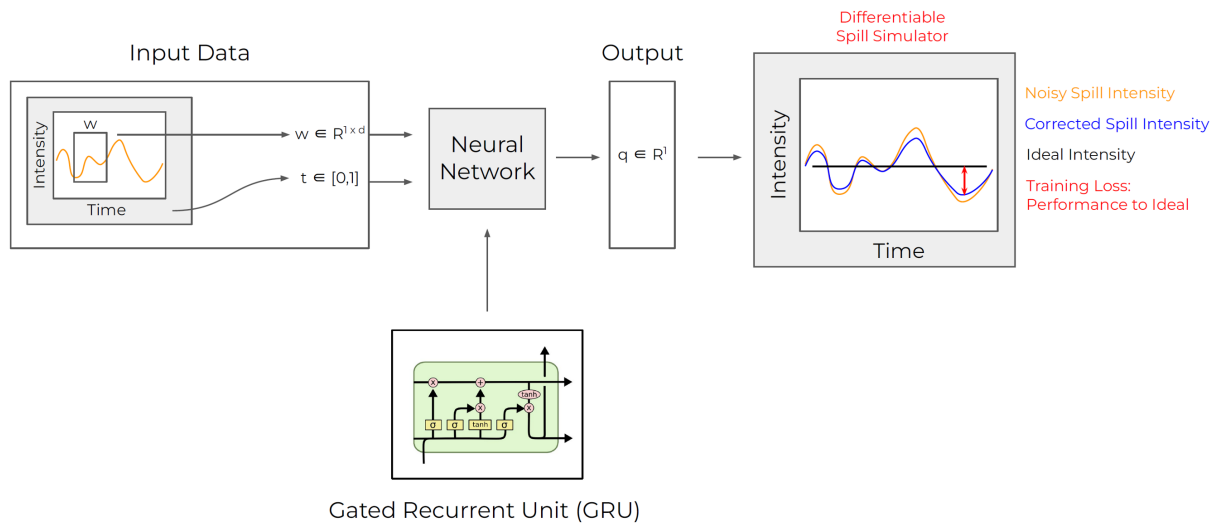 Differentiable
Spill Simulator
Input Data
Output
Intensity
w
Time
w ∈ R^{1 x d}
t ∈ [0,1]
Neural
Network
q ∈ R^1
Intensity
Time
Noisy Spill Intensity
Corrected Spill Intensity
Ideal Intensity
Training Loss:
Performance to Ideal
x
+
tanh
x
x
σ
σ
tanh
σ
Gated Recurrent Unit (GRU)